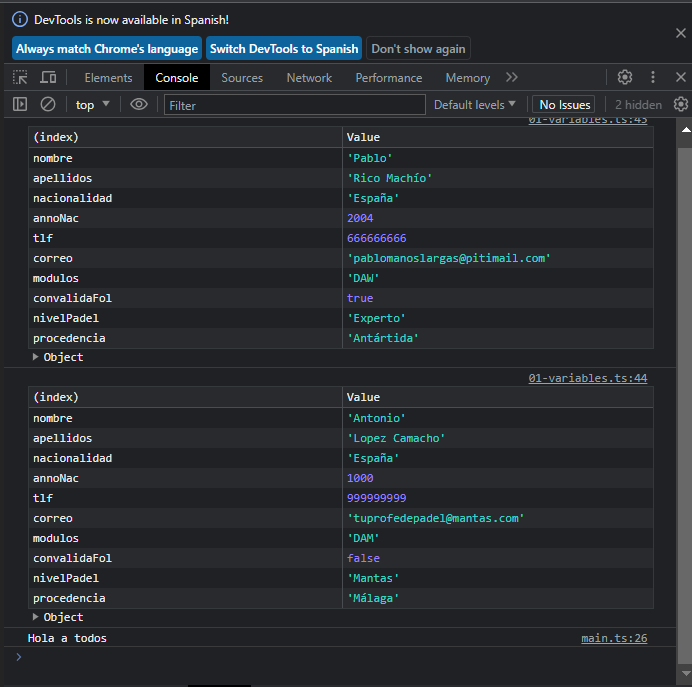 DevTools is now available in Spanish!
Always match Chrome's language Switch DevTools to Spanish Don't show again
Elements Console Sources Network Performance Memory
top Filter Default levels No Issues 2 hidden
01-variables.ts:43
(index) Value
nombre 'Pablo'
apellidos 'Rico Machío'
nacionalidad 'España'
annoNac 2004
tlf 666666666
correo 'pablomanoslargas@pitimail.com'
modulos 'DAW'
convalidaFol true
nivelPadel 'Experto'
procedencia 'Antártida'
Object
01-variables.ts:44
(index) Value
nombre 'Antonio'
apellidos 'Lopez Camacho'
nacionalidad 'España'
annoNac 1000
tlf 999999999
correo 'tuprofedepadel@mantas.com'
modulos 'DAM'
convalidaFol false
nivelPadel 'Mantas'
procedencia 'Málaga'
Object
Hola a todos main.ts:26